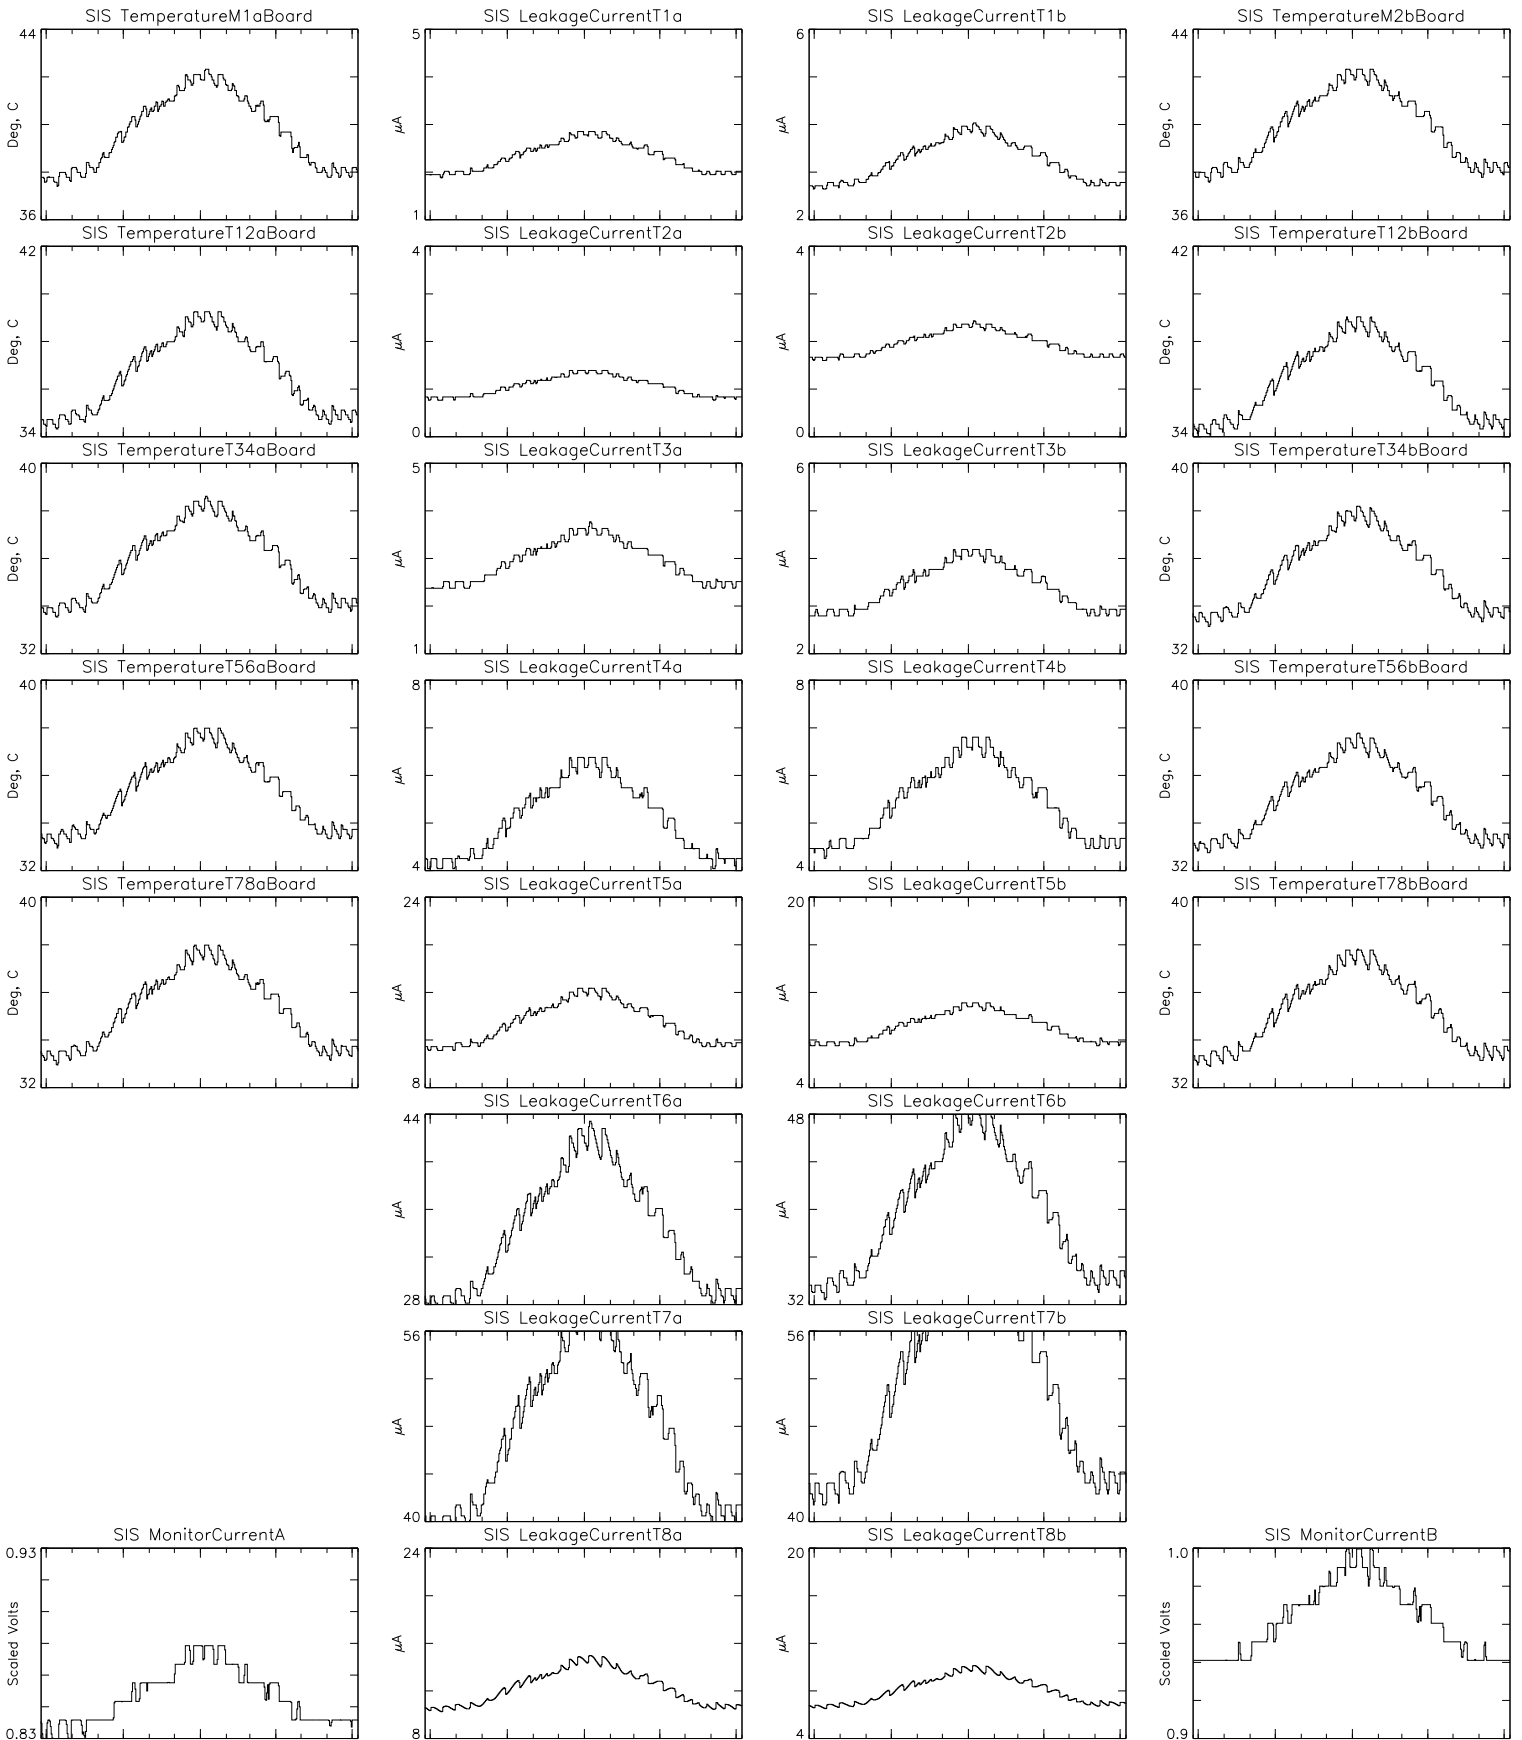 SIS TemperatureM1aBoard SIS LeakageCurrentT1a SIS LeakageCurrentT1b SIS TemperatureM2bBoard
44 5 6 44
Deg, C μA μA Deg, C
36 1 2 36
SIS TemperatureT12aBoard SIS LeakageCurrentT2a SIS LeakageCurrentT2b SIS TemperatureT12bBoard
42 4 4 42
Deg, C μA μA Deg, C
34 0 0 34
SIS TemperatureT34aBoard SIS LeakageCurrentT3a SIS LeakageCurrentT3b SIS TemperatureT34bBoard
40 5 6 40
Deg, C μA μA Deg, C
32 1 2 32
SIS TemperatureT56aBoard SIS LeakageCurrentT4a SIS LeakageCurrentT4b SIS TemperatureT56bBoard
40 8 8 40
Deg, C μA μA Deg, C
32 4 4 32
SIS TemperatureT78aBoard SIS LeakageCurrentT5a SIS LeakageCurrentT5b SIS TemperatureT78bBoard
40 24 20 40
Deg, C μA μA Deg, C
32 8 4 32
SIS LeakageCurrentT6a SIS LeakageCurrentT6b
44 48
μA μA
28 32
SIS LeakageCurrentT7a SIS LeakageCurrentT7b
56 56
μA μA
40 40
SIS MonitorCurrentA SIS LeakageCurrentT8a SIS LeakageCurrentT8b SIS MonitorCurrentB
0.93 24 20 1.0
Scaled Volts μA μA Scaled Volts
0.83 8 4 0.9